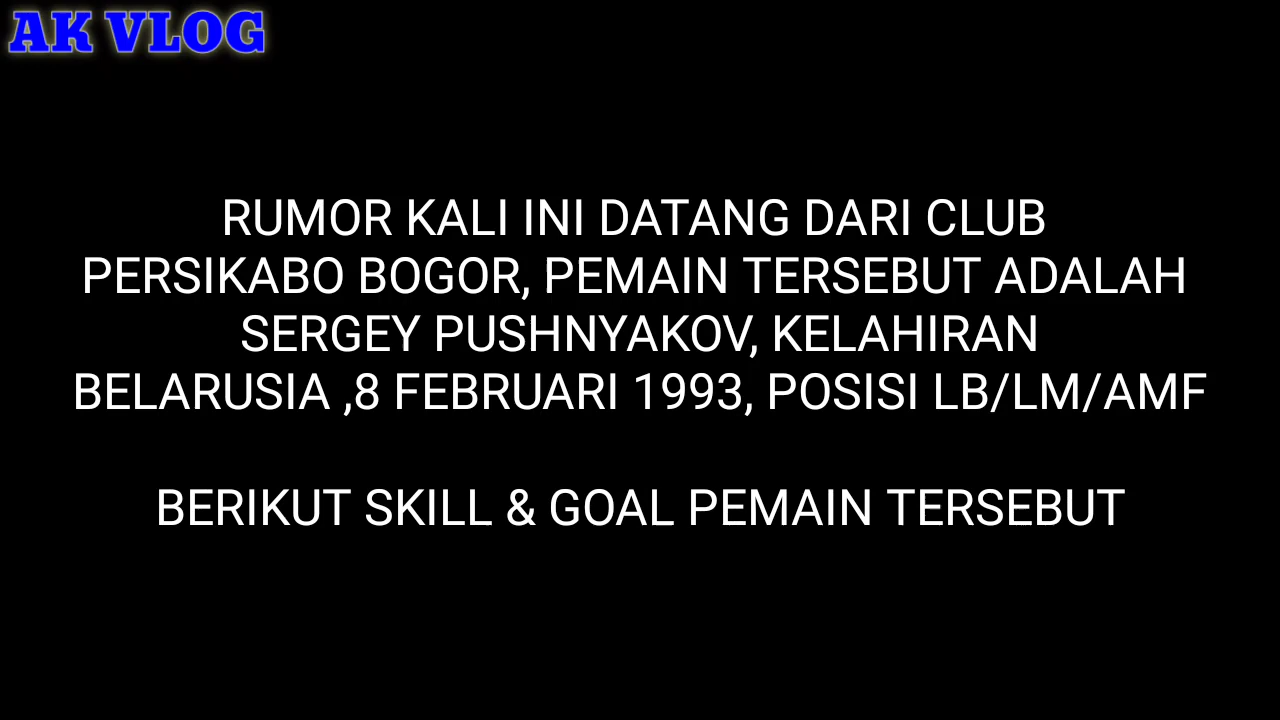 AK VLOG
RUMOR KALI INI DATANG DARI CLUB
PERSIKABO BOGOR, PEMAIN TERSEBUT ADALAH
SERGEY PUSHNYAKOV, KELAHIRAN
BELARUSIA ,8 FEBRUARI 1993, POSISI LB/LM/AMF
BERIKUT SKILL & GOAL PEMAIN TERSEBUT